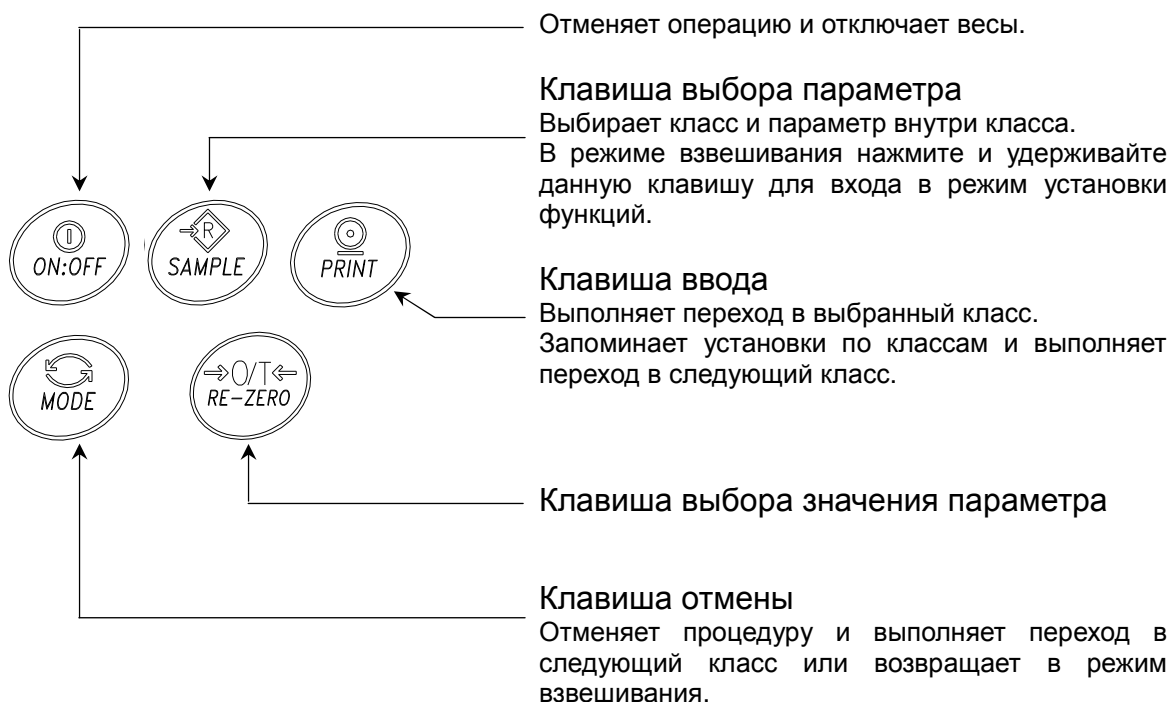 Отменяет операцию и отключает весы.
Клавиша выбора параметра
Выбирает класс и параметр внутри класса.
В режиме взвешивания нажмите и удерживайте
данную клавишу для входа в режим установки
функций.
R
ON:OFF
SAMPLE
PRINT
Клавиша ввода
Выполняет переход в выбранный класс.
Запоминает установки по классам и выполняет
переход в следующий класс.
MODE
→O/T←
RE-ZERO
Клавиша выбора значения параметра
Клавиша отмены
Отменяет процедуру и выполняет переход в
следующий класс или возвращает в режим
взвешивания.